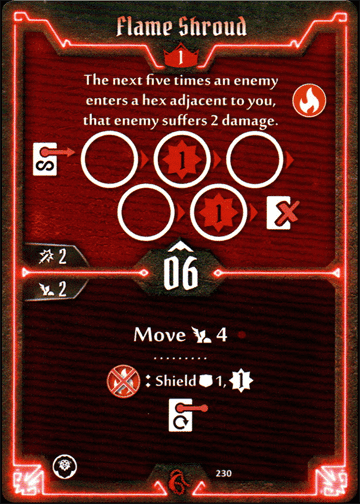 Flame Shroud
1
The next five times an enemy
enters a hex adjacent to you,
that enemy suffers 2 damage.
S
1
1
2
06
2
Move 4
: Shield 1, 1
230